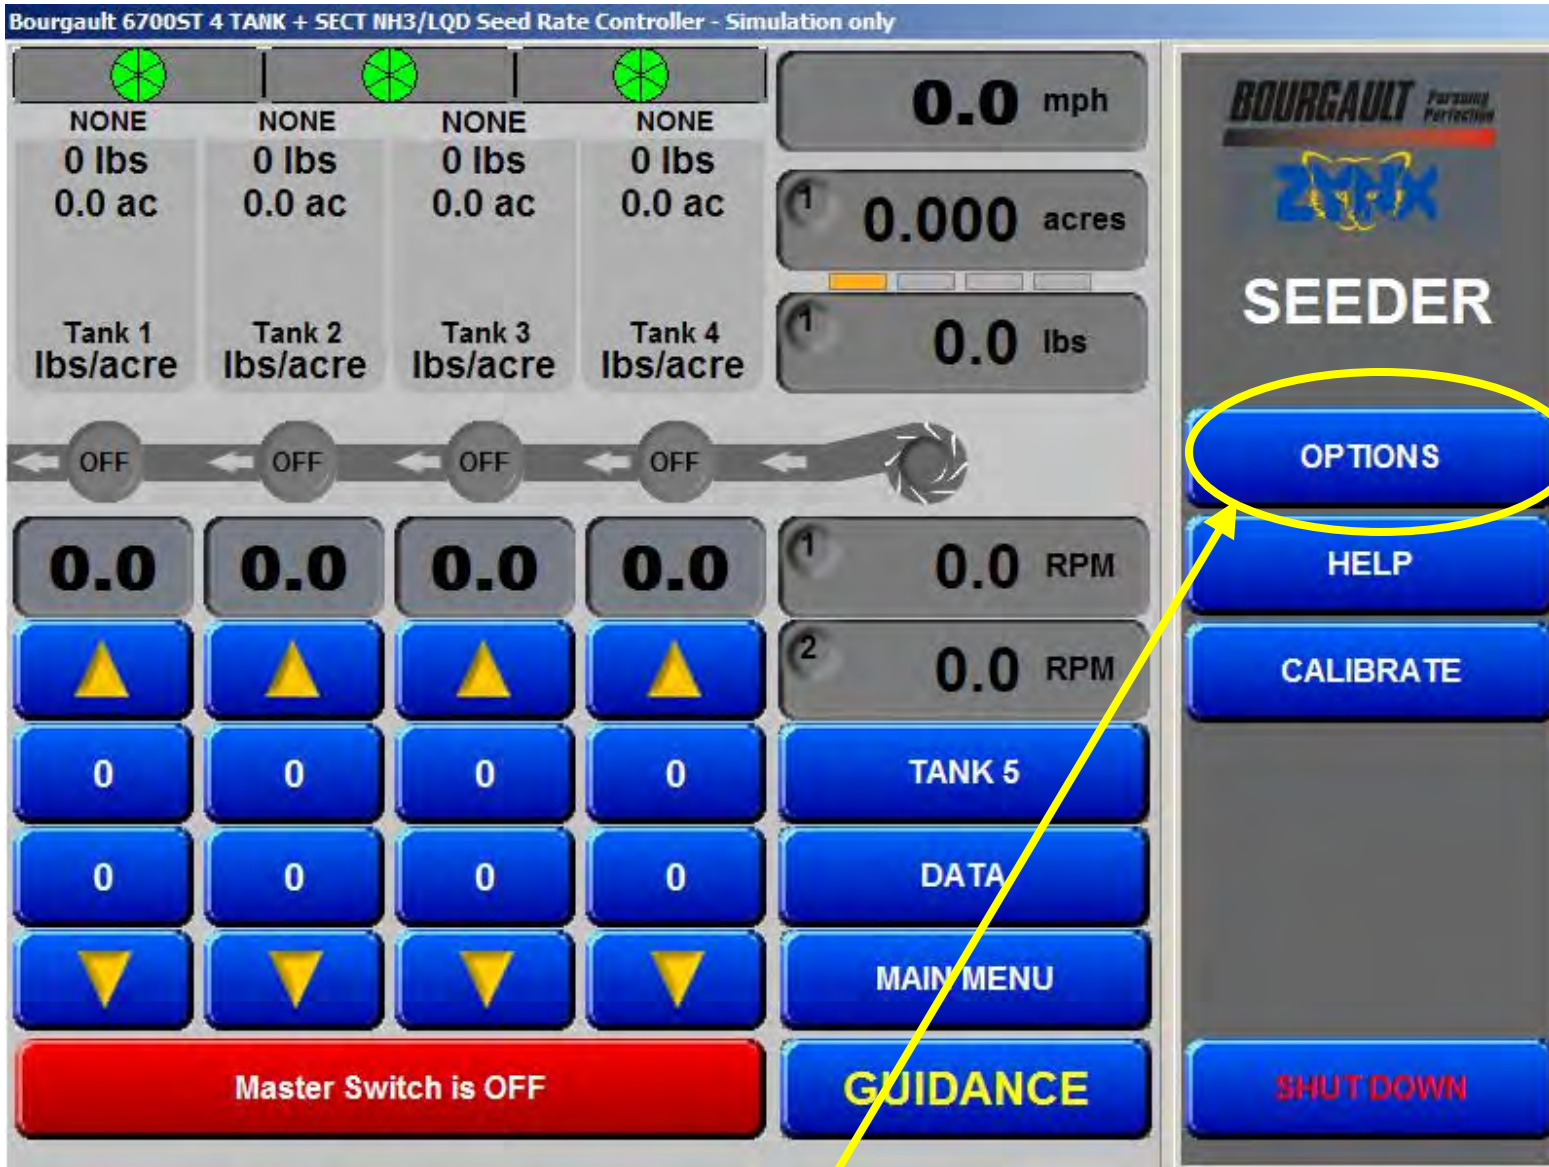 Bourgault 6700ST 4 TANK + SECT NH3/LQD Seed Rate Controller - Simulation only
NONE NONE NONE NONE
0 lbs 0 lbs 0 lbs 0 lbs
0.0 ac 0.0 ac 0.0 ac 0.0 ac
Tank 1 Tank 2 Tank 3 Tank 4
lbs/acre lbs/acre lbs/acre lbs/acre
0.0 mph
1 0.000 acres
1 0.0 lbs
OFF OFF OFF OFF
0.0 0.0 0.0 0.0
1 0.0 RPM
2 0.0 RPM
0 0 0 0
TANK 5
0 0 0 0
DATA
MAIN MENU
Master Switch is OFF
GUIDANCE
BOURGAULT Pursuing
Perfection
ZYNX
SEEDER
OPTIONS
HELP
CALIBRATE
SHUT DOWN